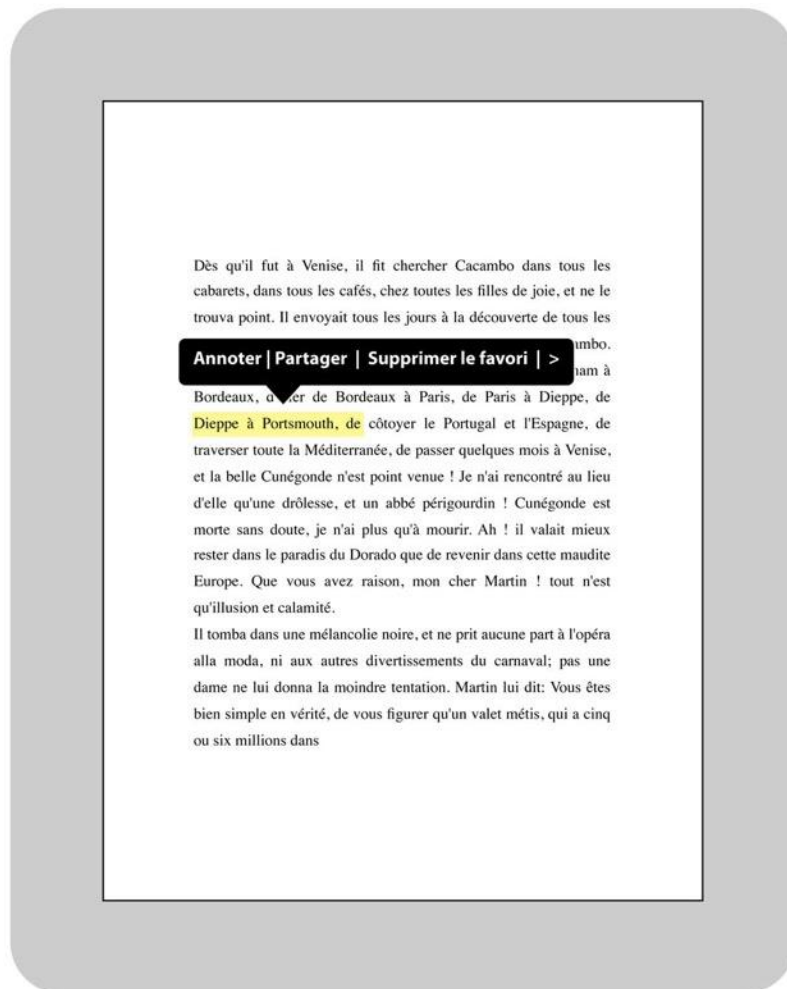 Dès qu'il fut à Venise, il fit chercher Cacambo dans tous les
cabarets, dans tous les cafés, chez toutes les filles de joie, et ne le
trouva point. Il envoyait tous les jours à la découverte de tous les
Annoter | Partager | Supprimer le favori | >
Bordeaux, de Bordeaux à Paris, de Paris à Dieppe, de
Dieppe à Portsmouth, de côtoyer le Portugal et l'Espagne, de
traverser toute la Méditerranée, de passer quelques mois à Venise,
et la belle Cunégonde n'est point venue ! Je n'ai rencontré au lieu
d'elle qu'une drôlesse, et un abbé périgourdin ! Cunégonde est
morte sans doute, je n'ai plus qu'à mourir. Ah ! il valait mieux
rester dans le paradis du Dorado que de revenir dans cette maudite
Europe. Que vous avez raison, mon cher Martin ! tout n'est
qu'illusion et calamité.
Il tomba dans une mélancolie noire, et ne prit aucune part à l'opéra
alla moda, ni aux autres divertissements du carnaval; pas une
dame ne lui donna la moindre tentation. Martin lui dit: Vous êtes
bien simple en vérité, de vous figurer qu'un valet métis, qui a cinq
ou six millions dans